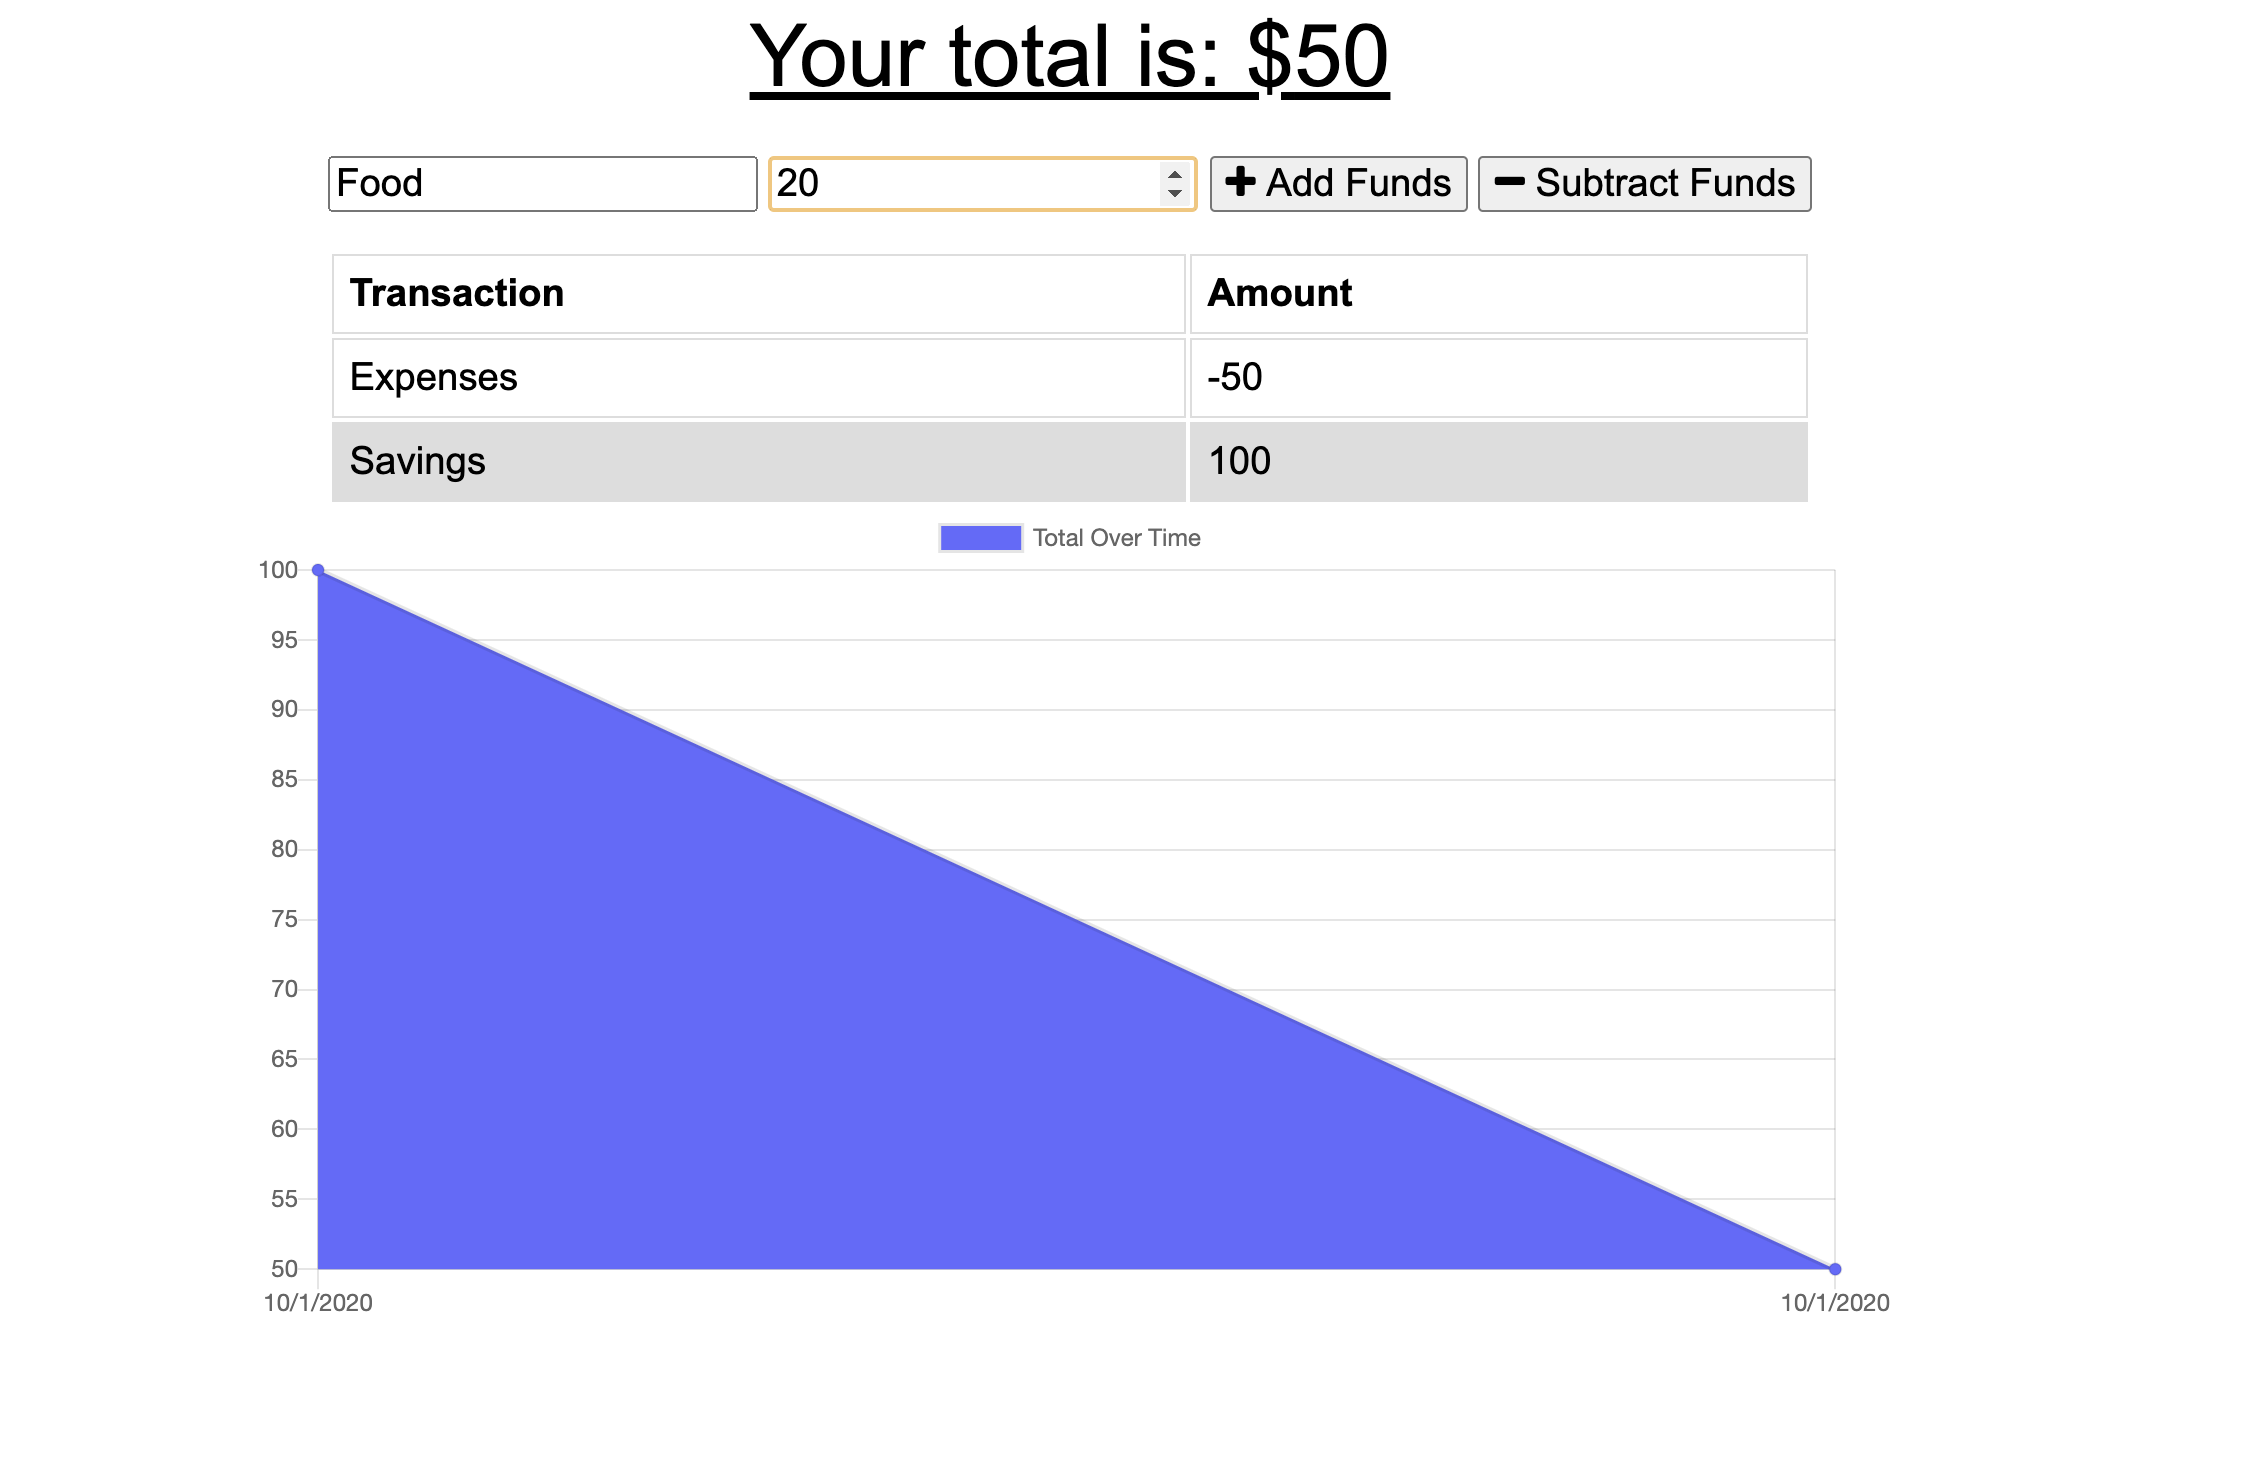 Your total is: $50
Food 20 Add Funds Subtract Funds
Transaction Amount
Expenses -50
Savings 100
Total Over Time
100
95
90
85
80
75
70
65
60
55
50
10/1/2020 10/1/2020